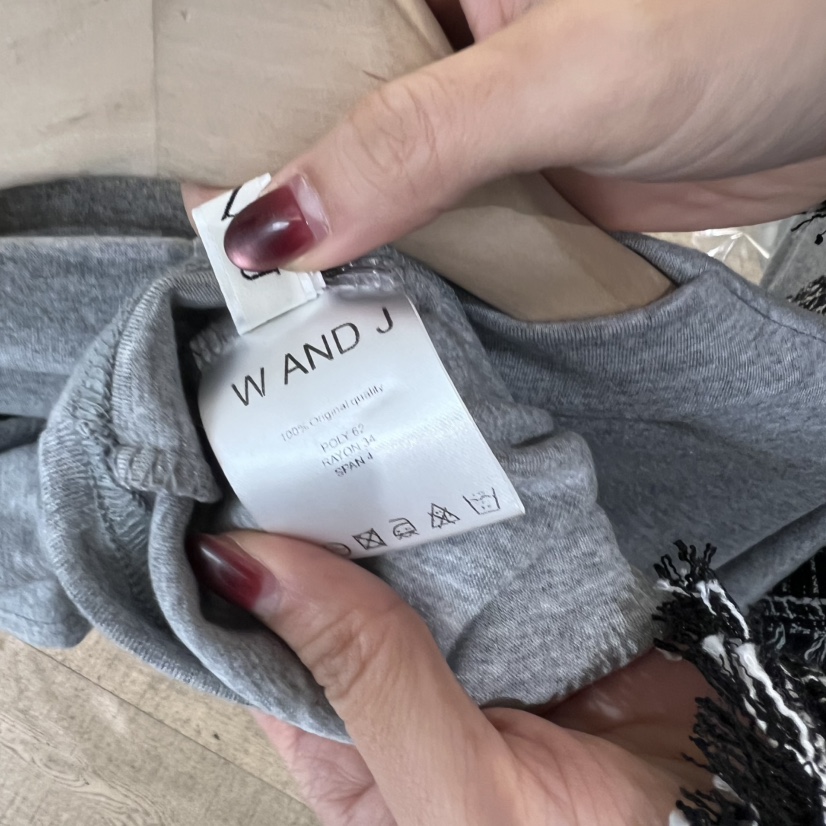 W AND J
100% Original quality
POLY 62
RAYON 34
SPAN 4